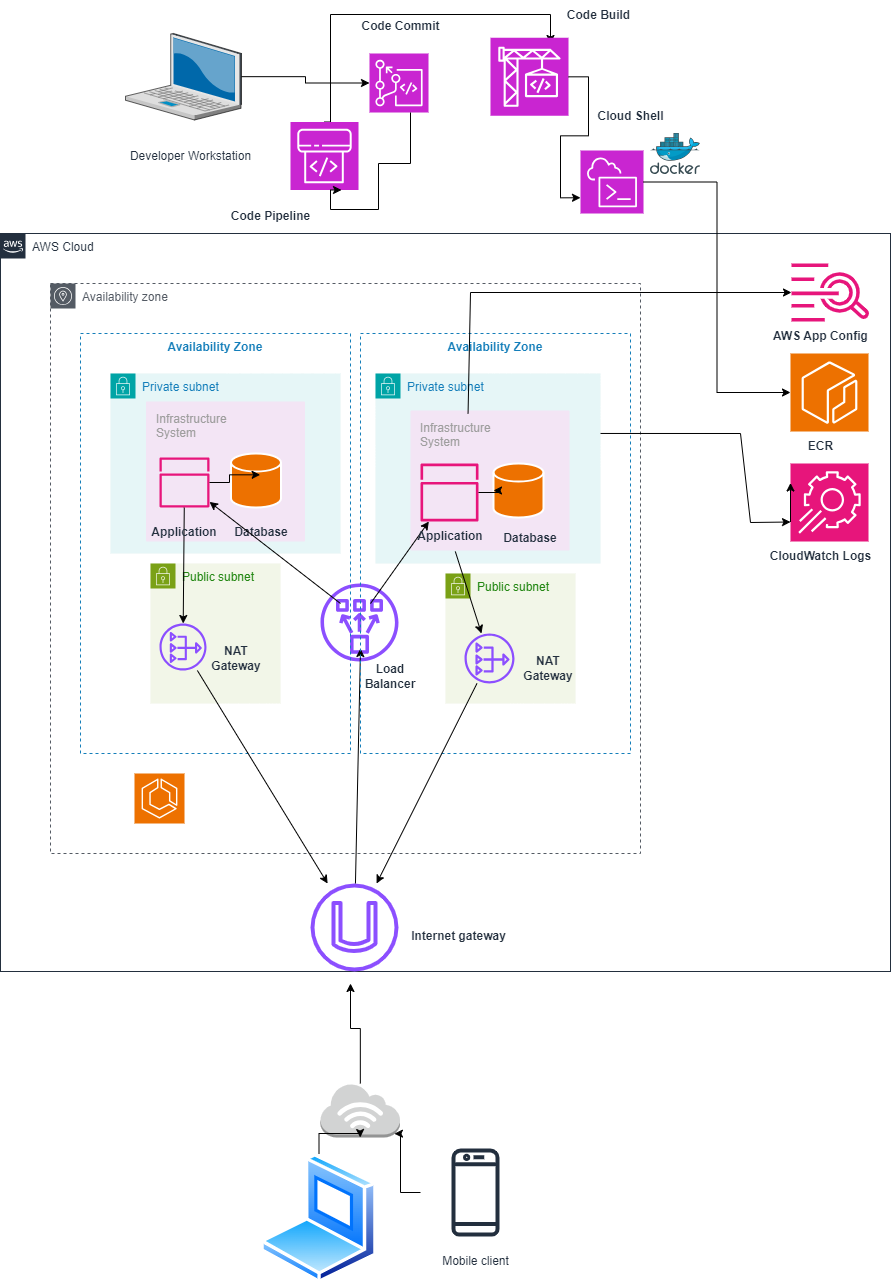 Code Commit
Code Build
Cloud Shell
docker
Developer Workstation
Code Pipeline
aws
AWS Cloud
Availability zone
Availability Zone
Availability Zone
AWS App Config
Private subnet
Private subnet
Infrastructure
System
Infrastructure
System
ECR
Application
Database
Application
Database
CloudWatch Logs
Public subnet
Public subnet
NAT
Gateway
Load
Balancer
NAT
Gateway
Internet gateway
Mobile client